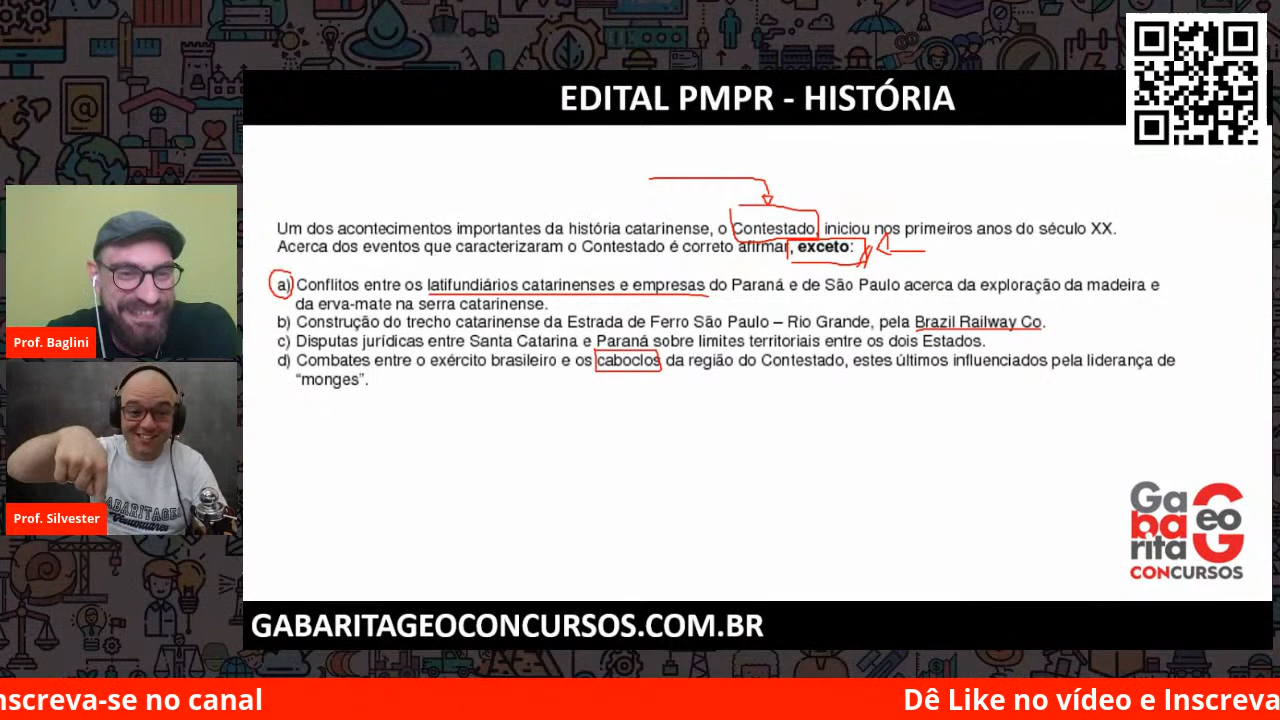 EDITAL PMPR - HISTÓRIA
Um dos acontecimentos importantes da história catarinense, o Contestado, iniciou nos primeiros anos do século XX.
Acerca dos eventos que caracterizaram o Contestado é correto afirmar, exceto:
a) Conflitos entre os latifundiários catarinenses e empresas do Paraná e de São Paulo acerca da exploração da madeira e
da erva-mate na serra catarinense.
b) Construção do trecho catarinense da Estrada de Ferro São Paulo – Rio Grande, pela Brazil Railway Co.
c) Disputas jurídicas entre Santa Catarina e Paraná sobre limites territoriais entre os dois Estados.
d) Combates entre o exército brasileiro e os caboclos da região do Contestado, estes últimos influenciados pela liderança de
“monges”.
Prof. Baglini
Prof. Silvester
GABARITAGEO
Ga
ba
rita
eo
G
CONCURSOS
GABARITAGEOCONCURSOS.COM.BR
nscreva-se no canal
Dê Like no vídeo e Inscreva